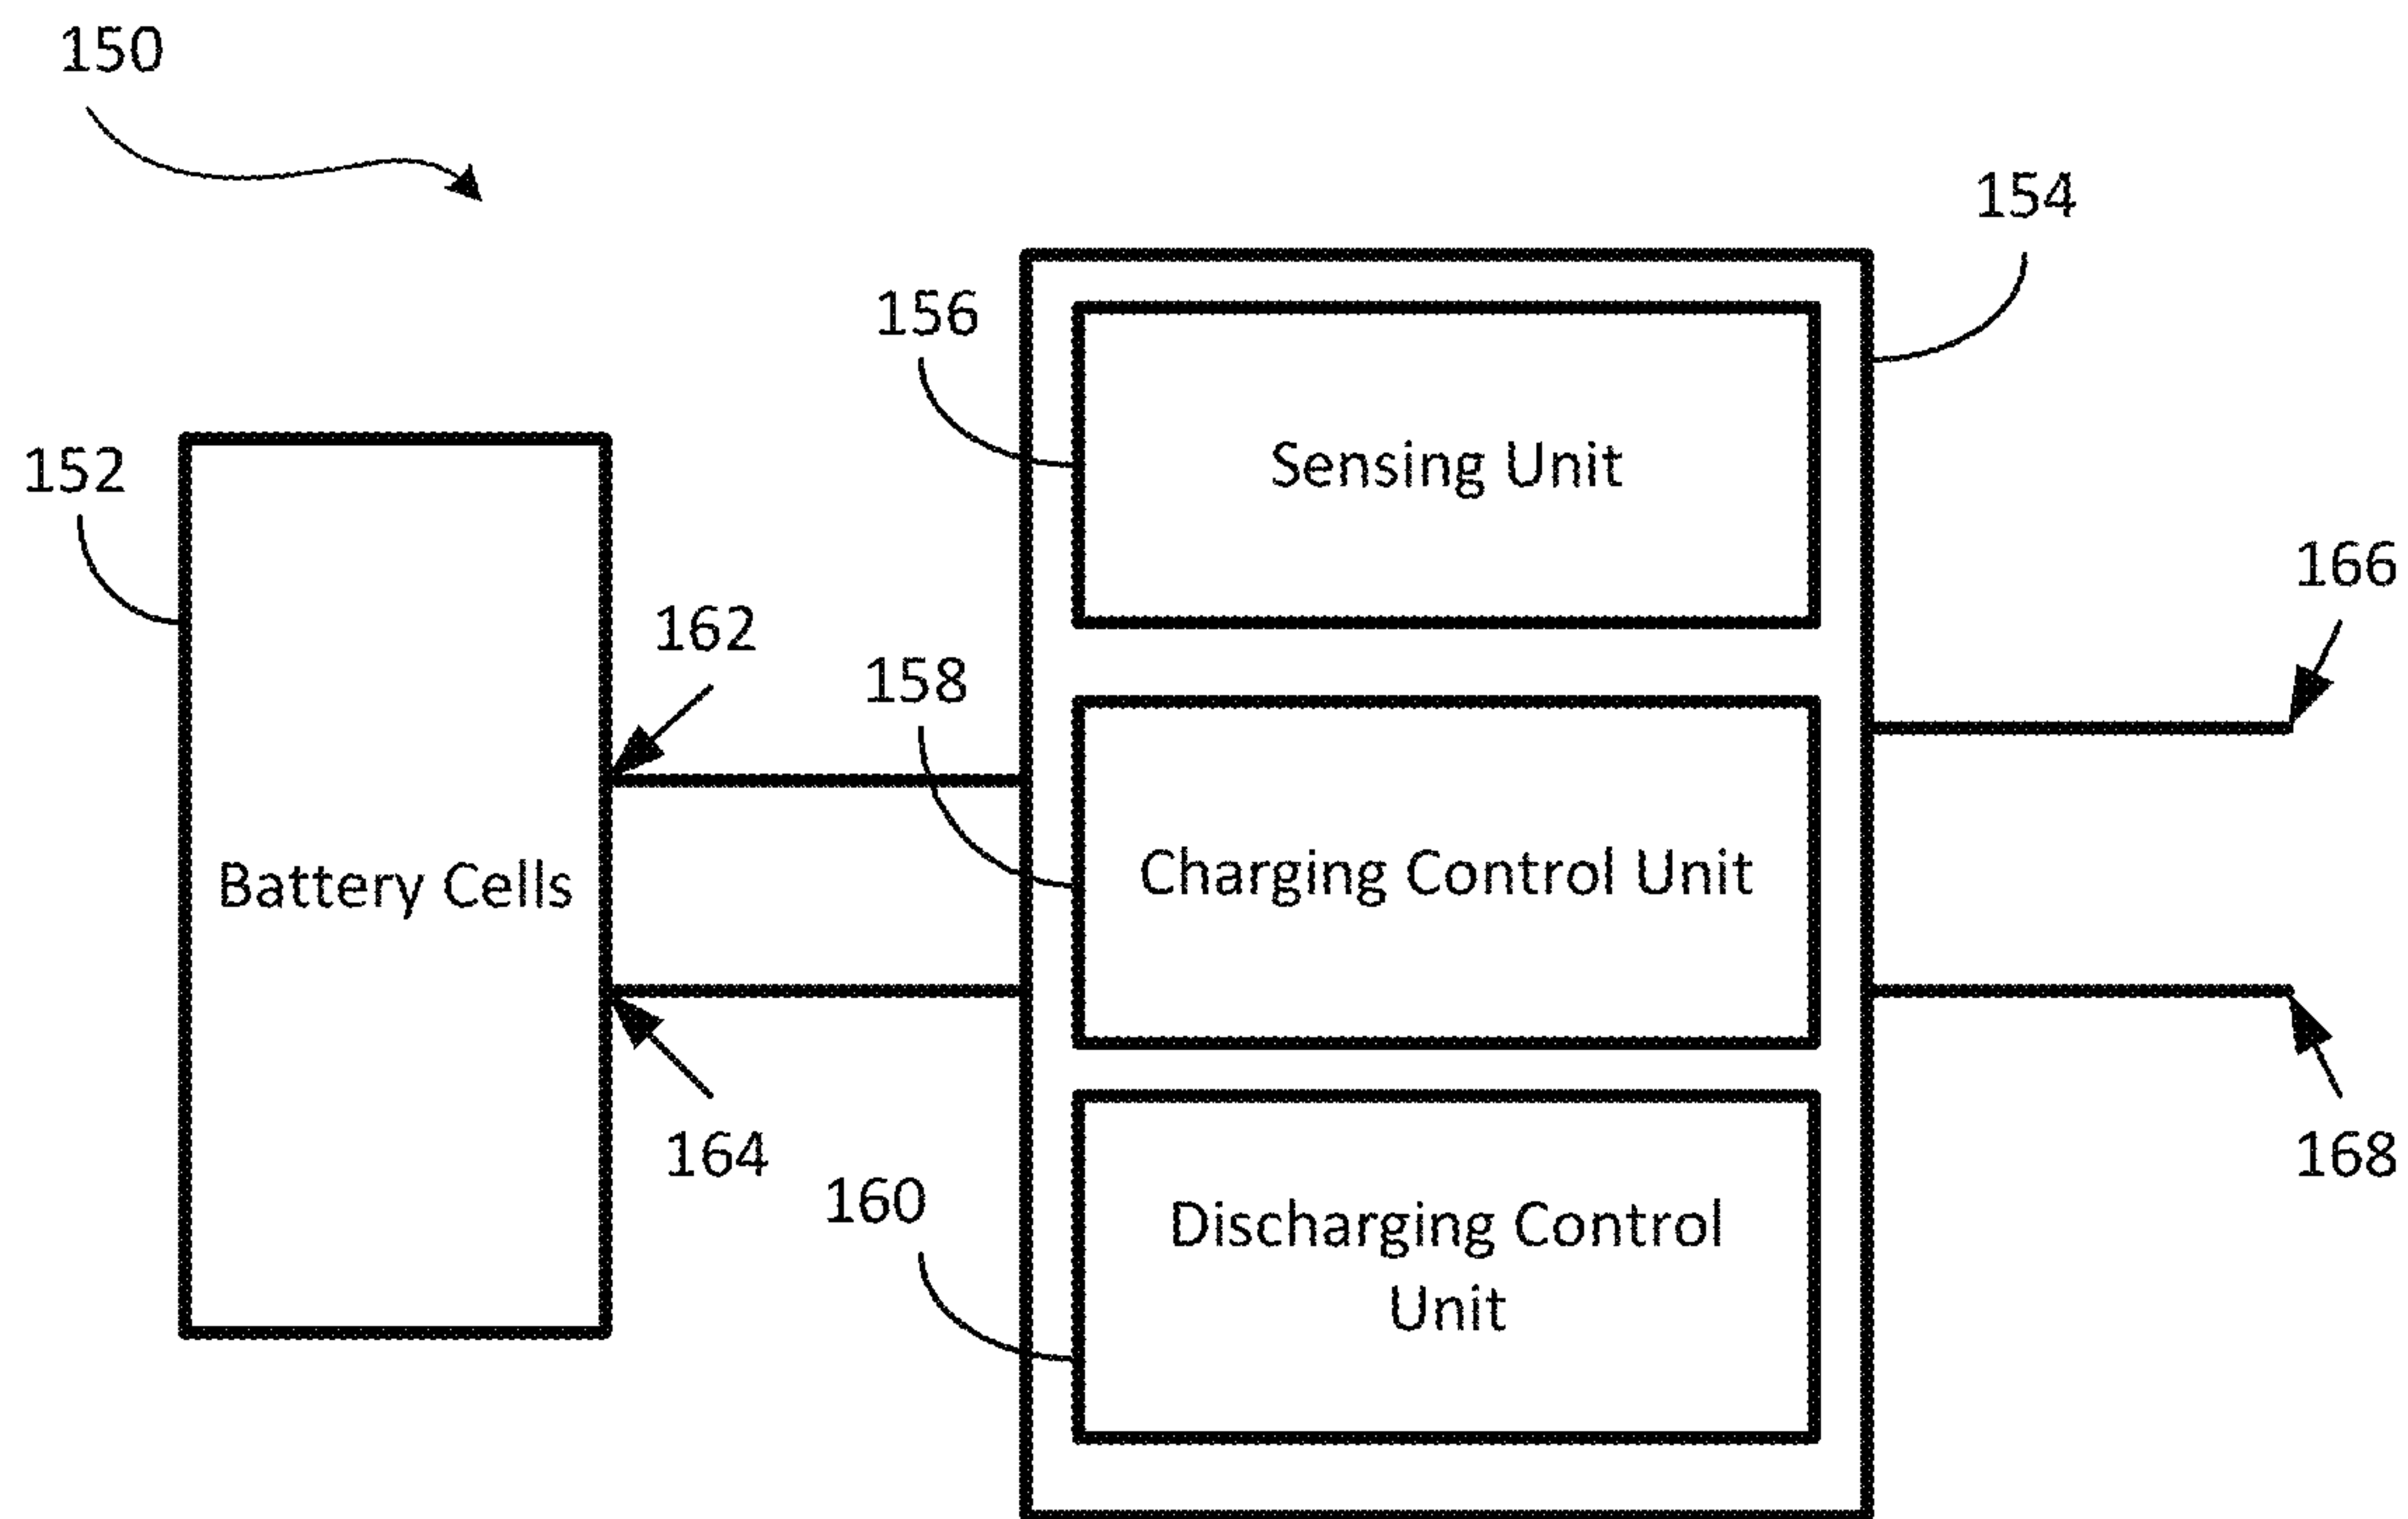 150
154
156
Sensing Unit
152
166
162
158
Battery Cells
Charging Control Unit
164
168
160
Discharging Control
Unit